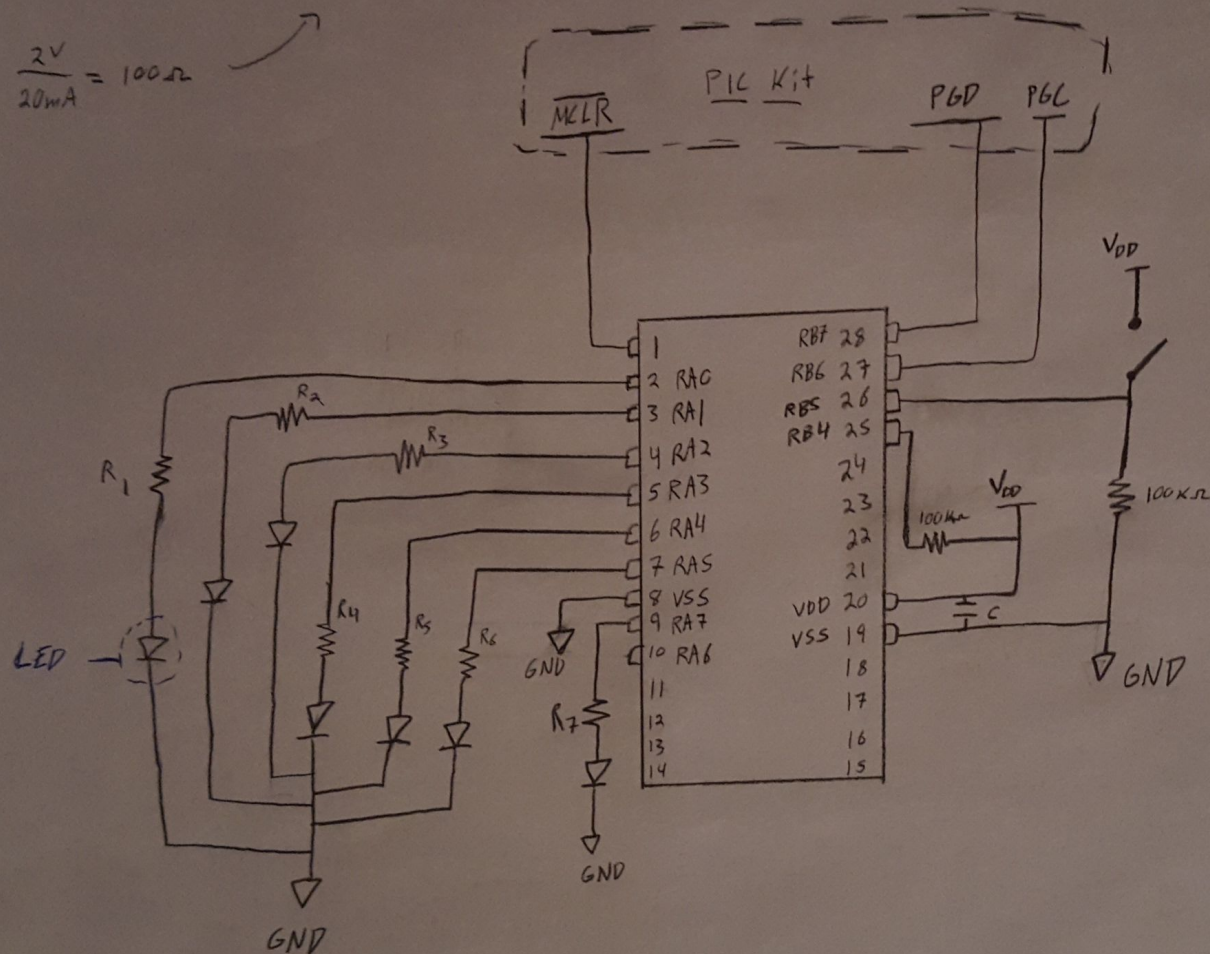 2V
20mA
= 100Ω
PIC Kit
MCLR
PGD
PGC
VDD
1
2 RA0
3 RA1
4 RA2
5 RA3
6 RA4
7 RA5
8 VSS
9 RA7
10 RA6
11
12
13
14
RB7 28
RB6 27
RB5 26
RB4 25
24
23
22
21
VDD 20
VSS 19
18
17
16
15
R1
R2
R3
R4
R5
R6
R7
LED
GND
GND
GND
VDD
100KΩ
C
100KΩ
GND